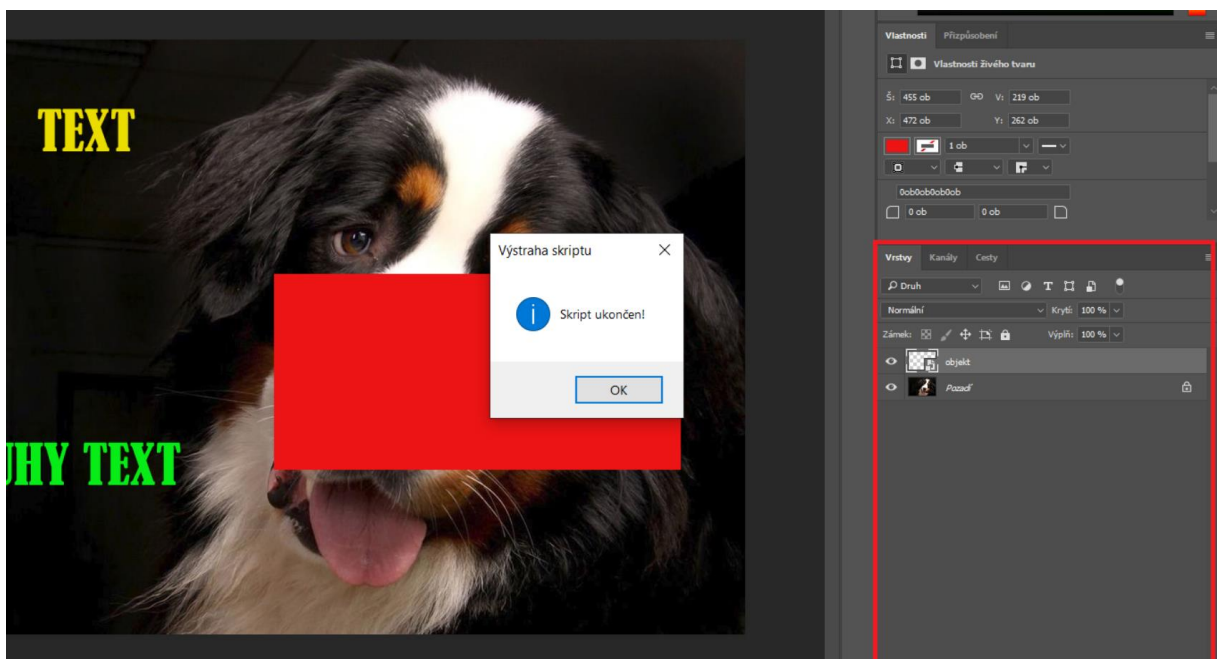 TEXT
UHY TEXT
Výstraha skriptu
Skript ukončen!
OK
Vlastnosti Přizpůsobení
Vlastnosti živého tvaru
Š: 455 ob GĐ V: 219 ob
X: 472 ob Y: 262 ob
1 ob
0ob0ob0ob0ob
0 ob 0 ob
Vrstvy Kanály Cesty
Druh
Normální Krytí: 100 %
Zámek: Výplň: 100 %
objekt
Pozadí